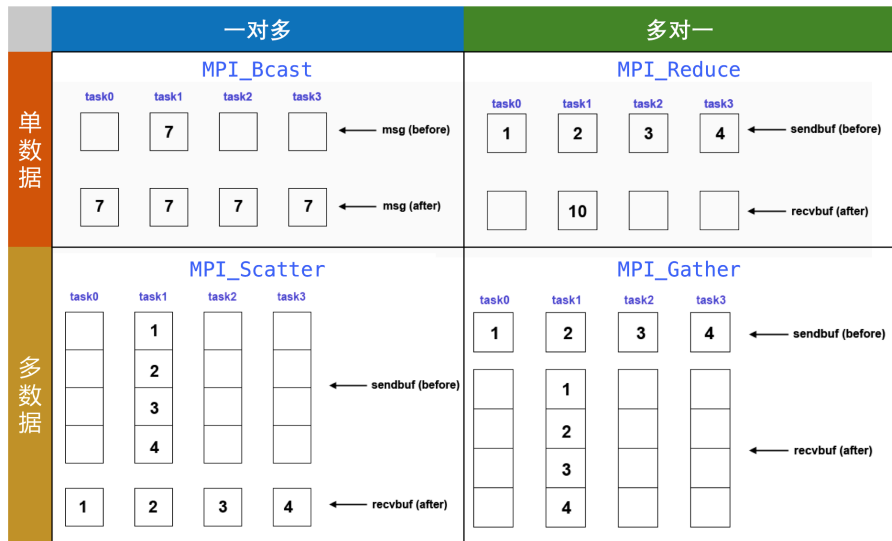 一对多
多对一
单数据
MPI_Bcast
task0 task1 task2 task3
7
msg (before)
7 7 7 7
msg (after)
MPI_Reduce
task0 task1 task2 task3
1 2 3 4
sendbuf (before)
10
recvbuf (after)
多数据
MPI_Scatter
task0 task1 task2 task3
1
2
3
4
sendbuf (before)
1 2 3 4
recvbuf (after)
MPI_Gather
task0 task1 task2 task3
1 2 3 4
sendbuf (before)
1
2
3
4
recvbuf (after)